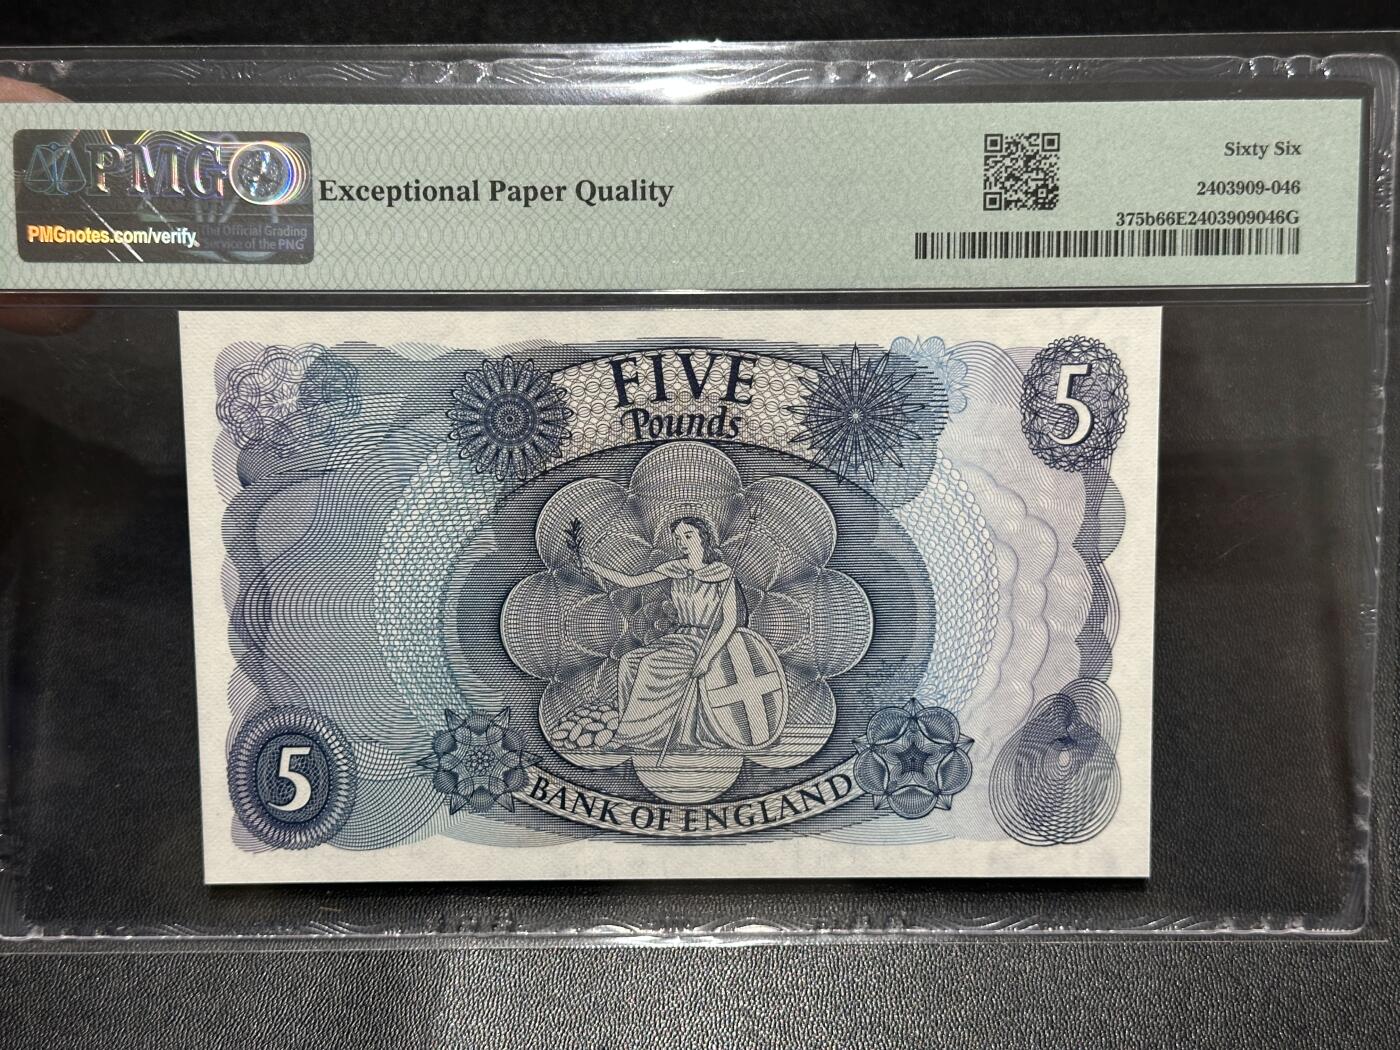 PMG
PMGnotes.com/verify
The Official Grading
Service of the PNG
Exceptional Paper Quality
Sixty Six
2403909-046
375b66E2403909046G
FIVE
Pounds
5
5
BANK OF ENGLAND